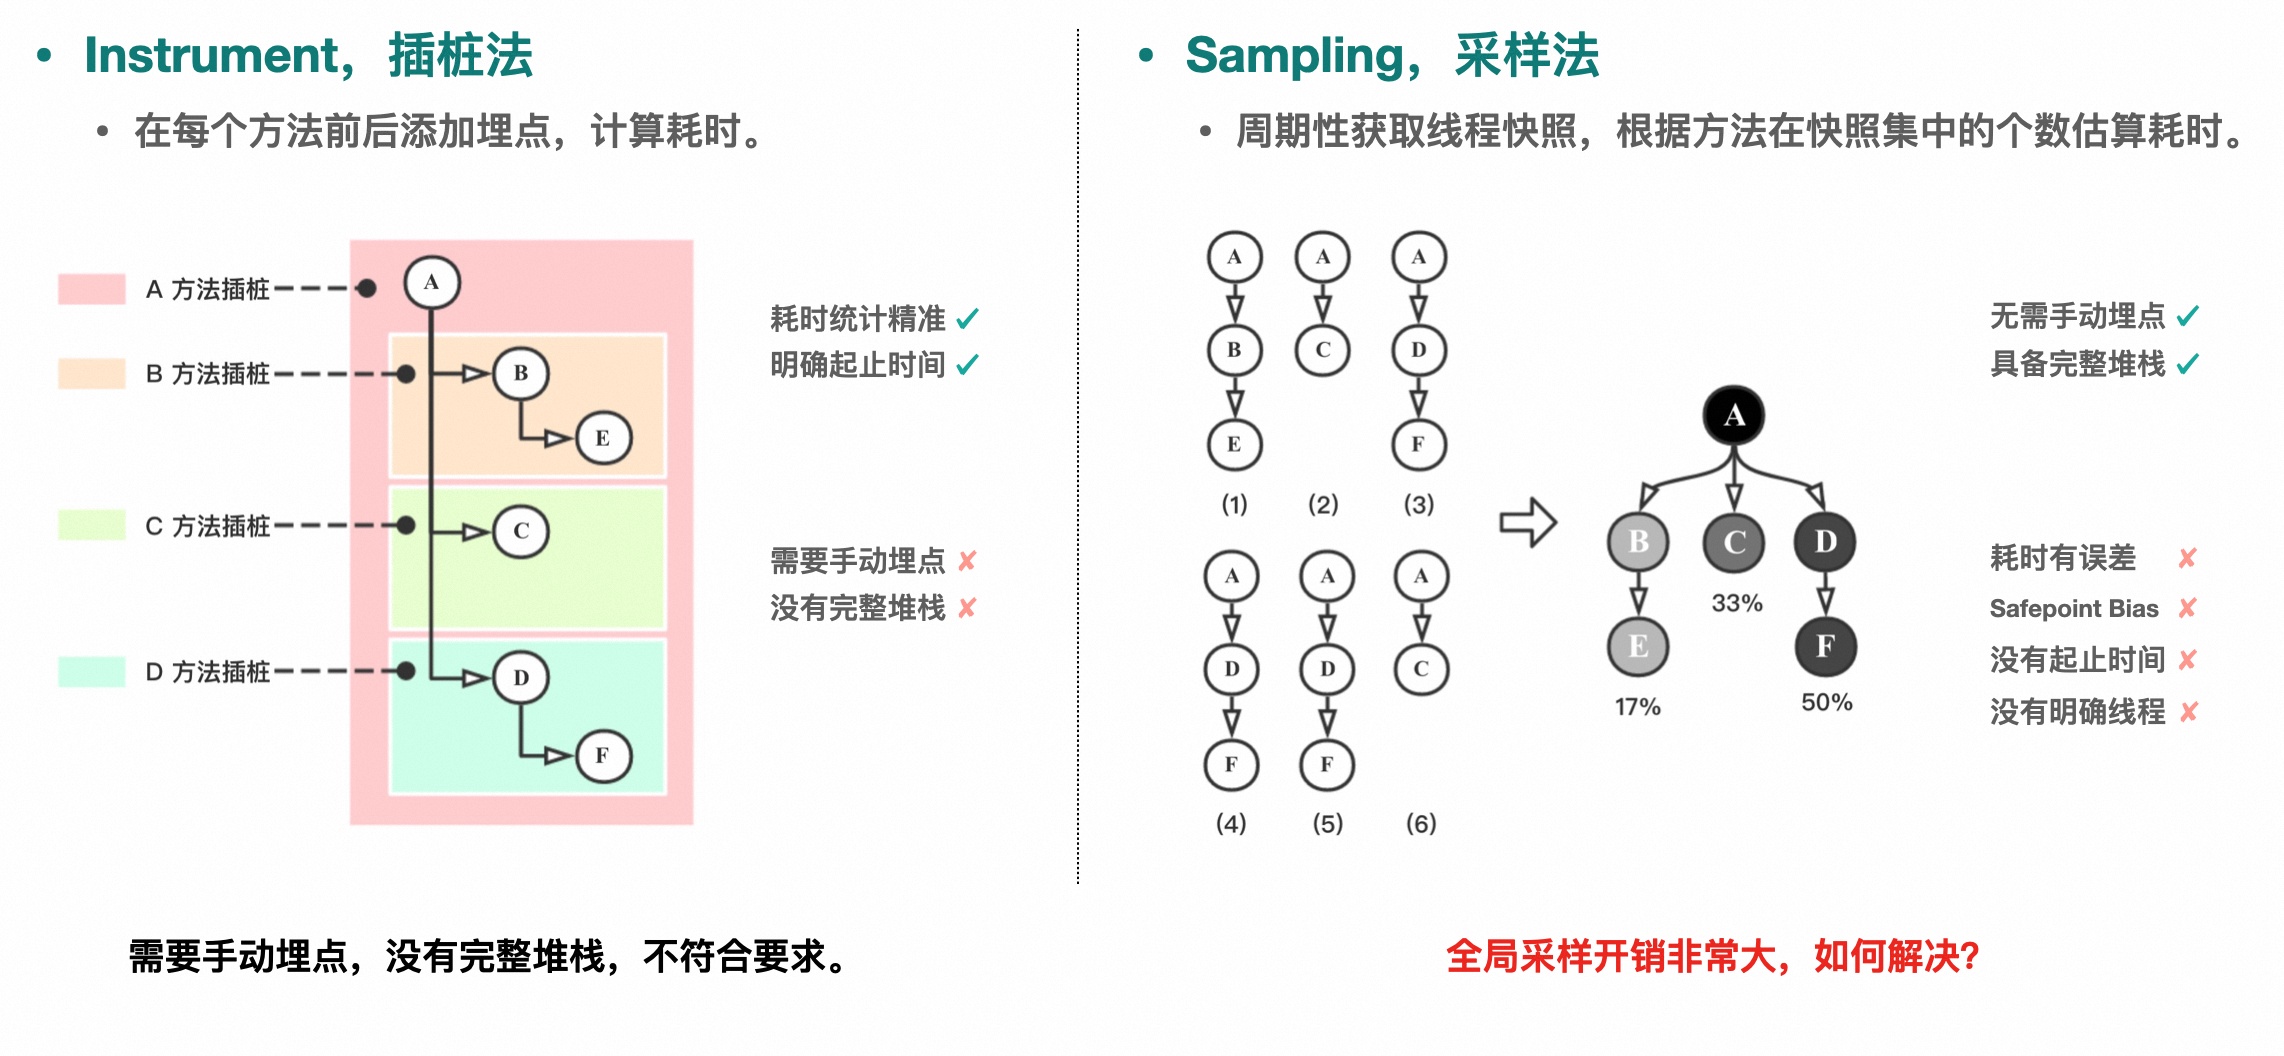 • Instrument，插桩法
• 在每个方法前后添加埋点，计算耗时。
A 方法插桩
A
B 方法插桩
B
E
C 方法插桩
C
D 方法插桩
D
F
耗时统计精准 ✓
明确起止时间 ✓
需要手动埋点 ✘
没有完整堆栈 ✘
需要手动埋点，没有完整堆栈，不符合要求。
• Sampling，采样法
• 周期性获取线程快照，根据方法在快照集中的个数估算耗时。
A A A
B C D
E F
(1) (2) (3)
A A A
D D C
F F
(4) (5) (6)
A
B C D
33%
E F
17% 50%
无需手动埋点 ✓
具备完整堆栈 ✓
耗时有误差 ✘
Safepoint Bias ✘
没有起止时间 ✘
没有明确线程 ✘
全局采样开销非常大，如何解决？